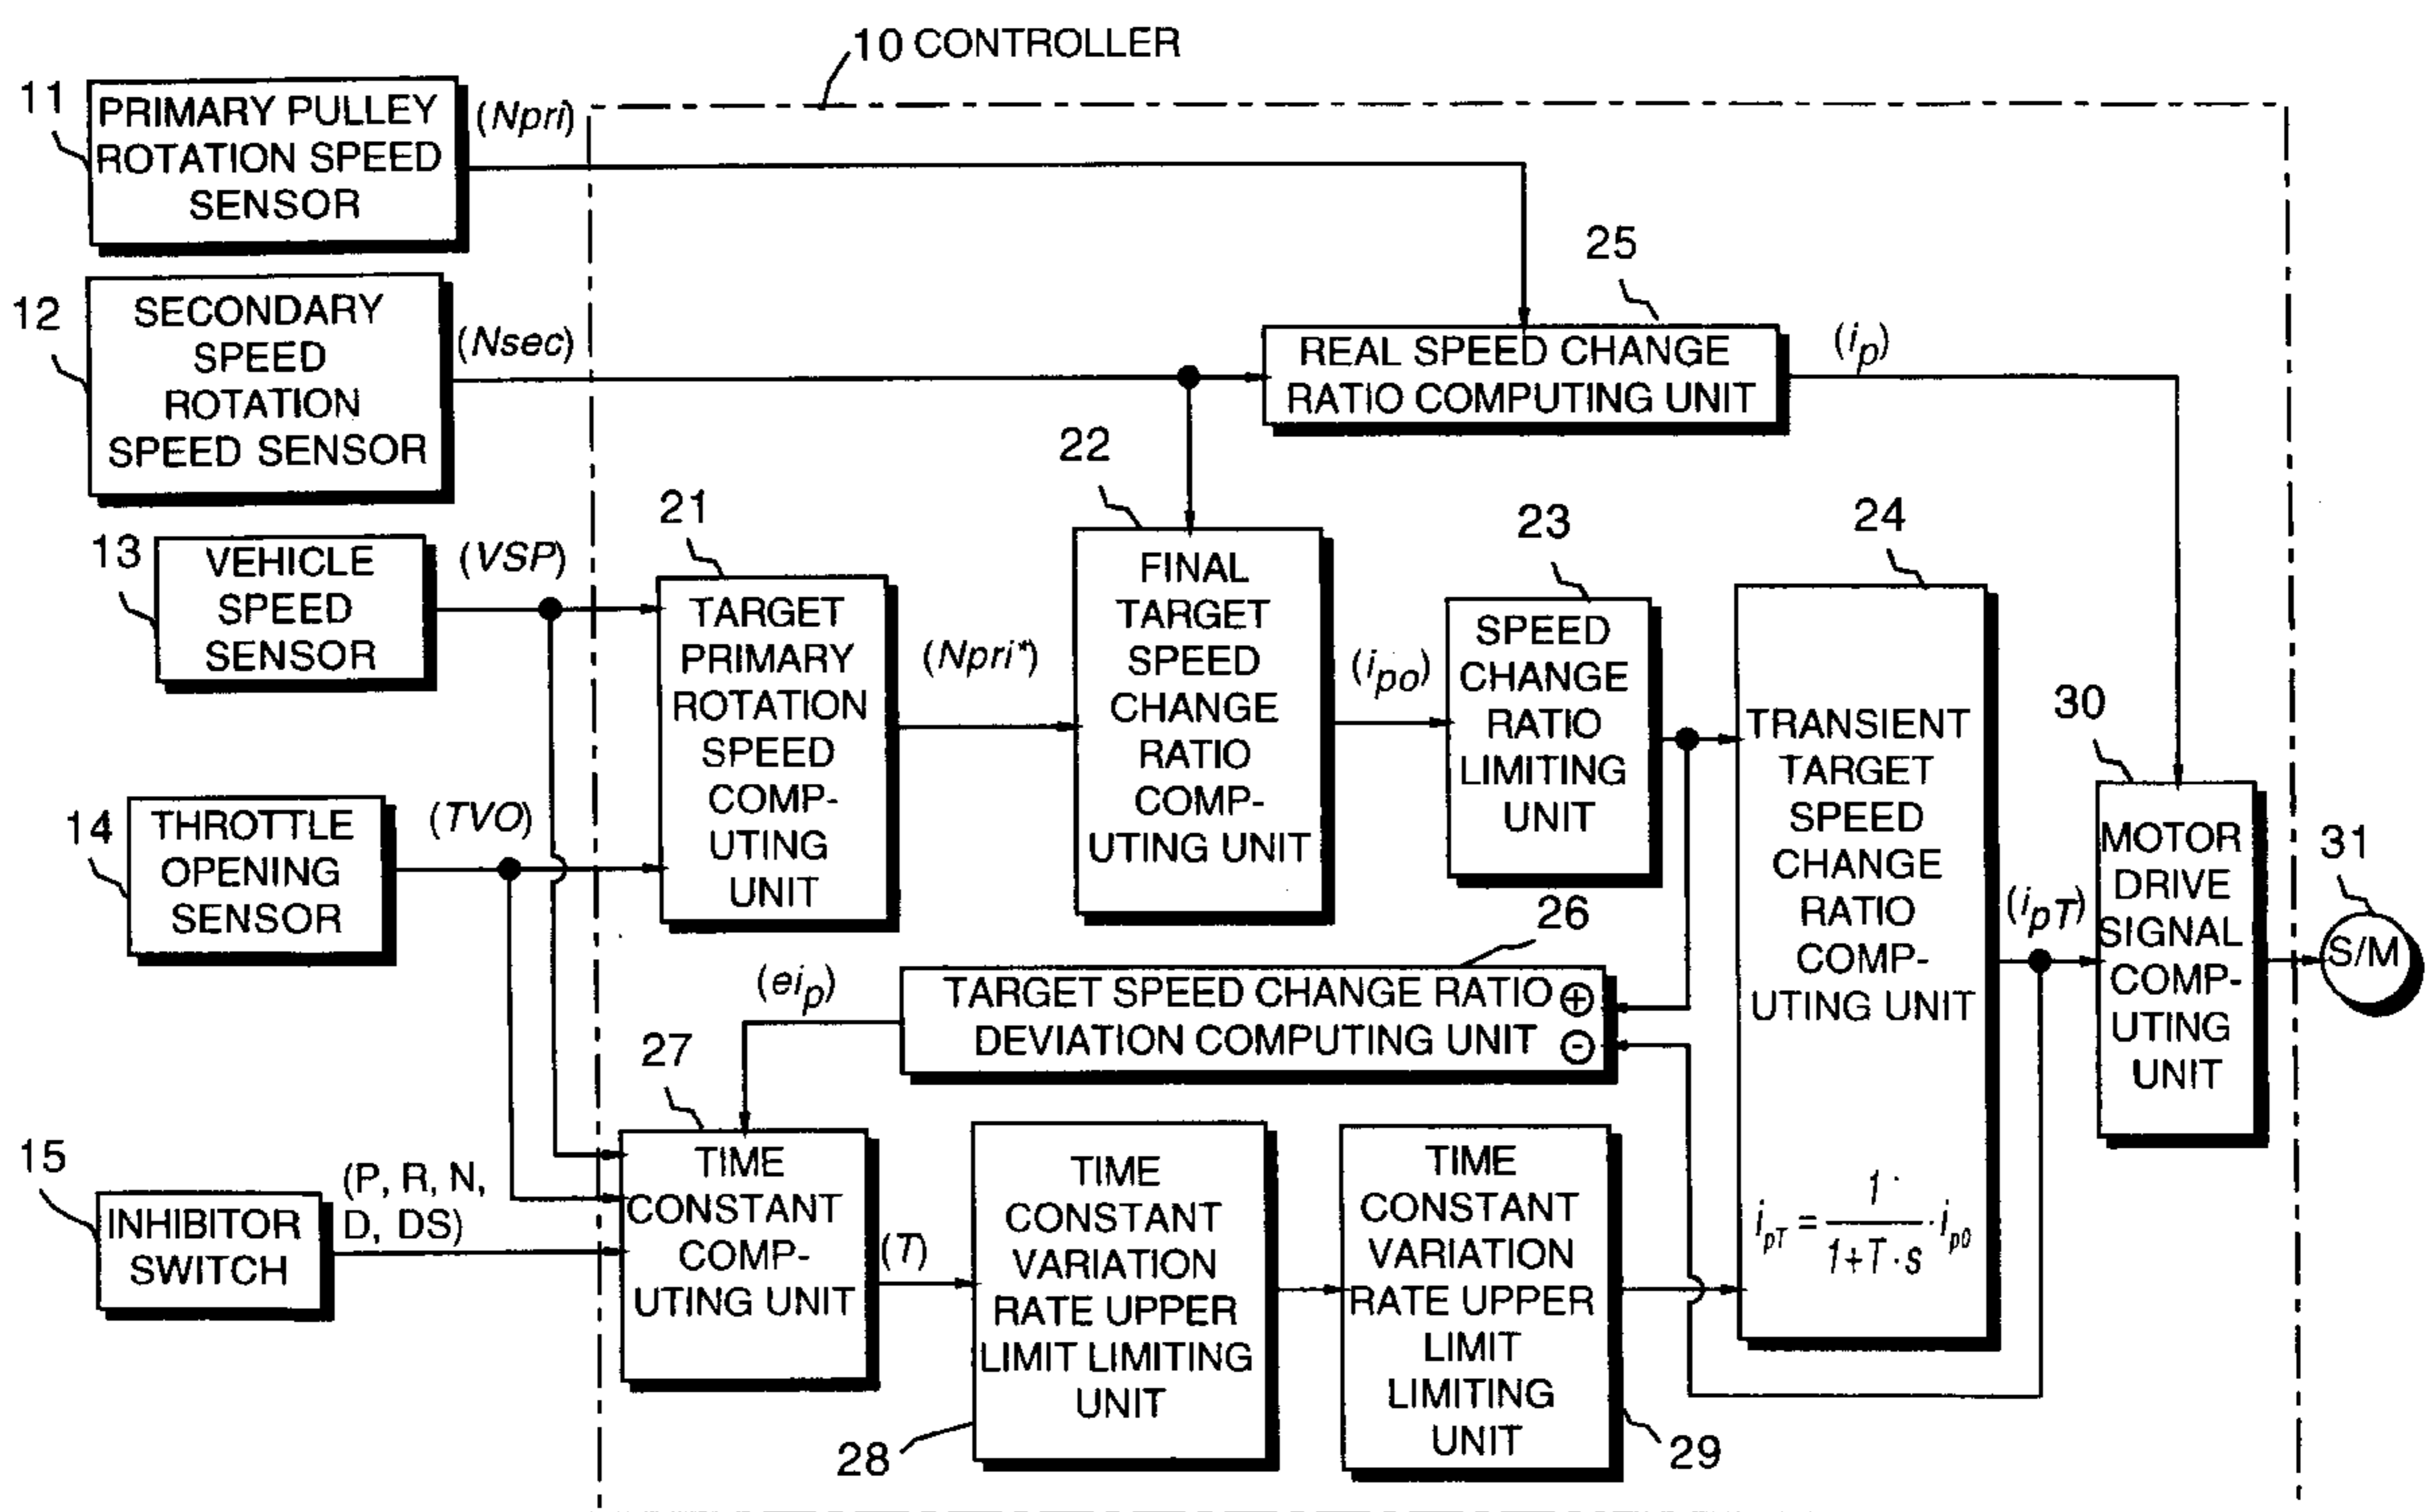 10 CONTROLLER
11
PRIMARY PULLEY
ROTATION SPEED
SENSOR
(Npri)
12
SECONDARY
SPEED
ROTATION
SPEED SENSOR
(Nsec)
25
REAL SPEED CHANGE
RATIO COMPUTING UNIT
(ip)
13
VEHICLE
SPEED
SENSOR
(VSP)
21
TARGET
PRIMARY
ROTATION
SPEED
COMP-
UTING
UNIT
(Npri*)
22
FINAL
TARGET
SPEED
CHANGE
RATIO
COMP-
UTING UNIT
(ipo)
23
SPEED
CHANGE
RATIO
LIMITING
UNIT
24
TRANSIENT
TARGET
SPEED
CHANGE
RATIO
COMP-
UTING UNIT
ipT = 1/(1+T·s) · ip0
(ipT)
30
MOTOR
DRIVE
SIGNAL
COMP-
UTING
UNIT
31
S/M
14
THROTTLE
OPENING
SENSOR
(TVO)
26
TARGET SPEED CHANGE RATIO ⊕
DEVIATION COMPUTING UNIT ⊖
(eip)
15
INHIBITOR
SWITCH
(P, R, N,
D, DS)
27
TIME
CONSTANT
COMP-
UTING UNIT
(T)
28
TIME
CONSTANT
VARIATION
RATE UPPER
LIMIT LIMITING
UNIT
29
TIME
CONSTANT
VARIATION
RATE UPPER
LIMIT
LIMITING
UNIT